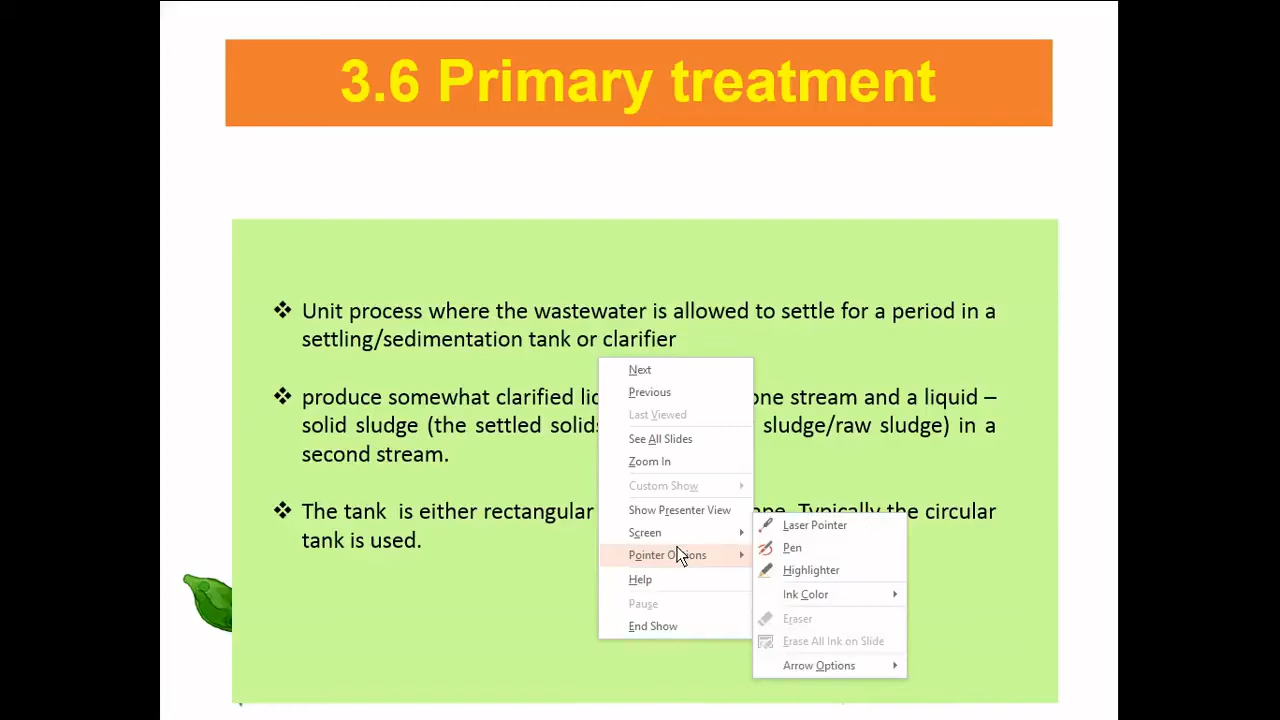 3.6 Primary treatment
❖ Unit process where the wastewater is allowed to settle for a period in a
settling/sedimentation tank or clarifier
❖ produce somewhat clarified one stream and a liquid –
solid sludge (the settled solids sludge/raw sludge) in a
second stream.
❖ The tank is either rectangular Typically the circular
tank is used.
Next
Previous
Last Viewed
See All Slides
Zoom In
Custom Show
Show Presenter View
Screen
Pointer Options
Help
Pause
End Show
Laser Pointer
Pen
Highlighter
Ink Color
Eraser
Erase All Ink on Slide
Arrow Options